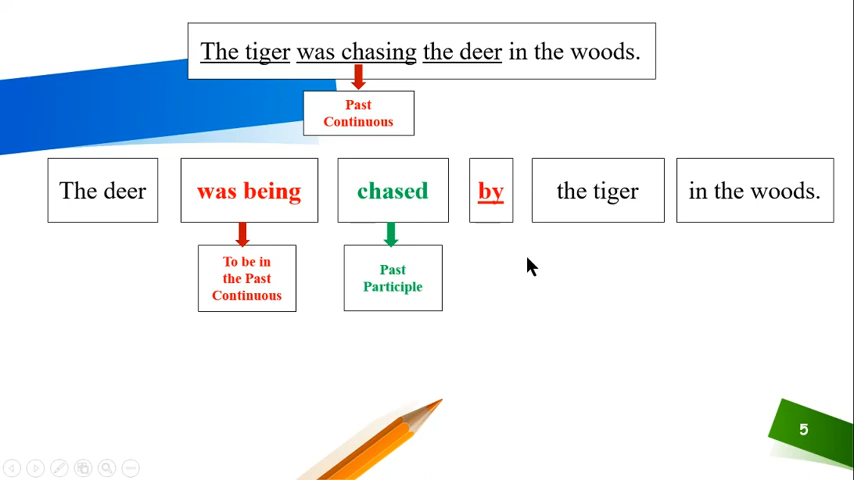 The tiger was chasing the deer in the woods.
Past
Continuous
The deer was being chased by the tiger in the woods.
To be in
the Past
Continuous
Past
Participle
5